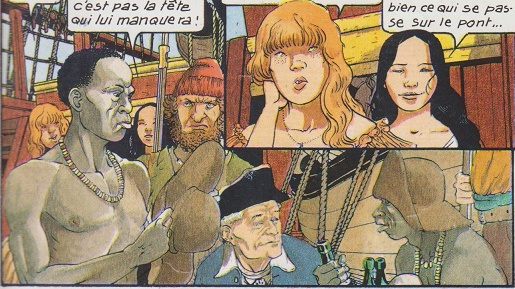 c'est pas la tête
qui lui manquera!
bien ce qui se pas-
se sur le pont...